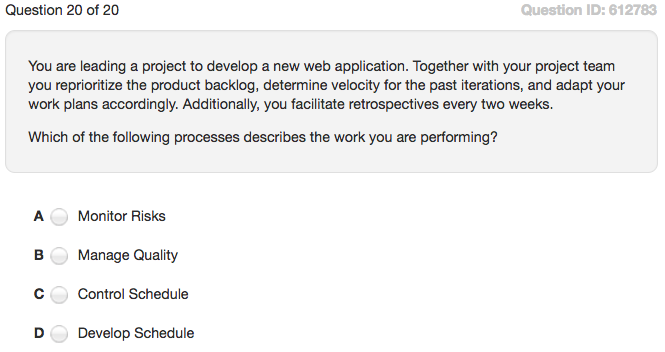 Question 20 of 20
Question ID: 612783
You are leading a project to develop a new web application. Together with your project team
you reprioritize the product backlog, determine velocity for the past iterations, and adapt your
work plans accordingly. Additionally, you facilitate retrospectives every two weeks.
Which of the following processes describes the work you are performing?
A Monitor Risks
B Manage Quality
C Control Schedule
D Develop Schedule